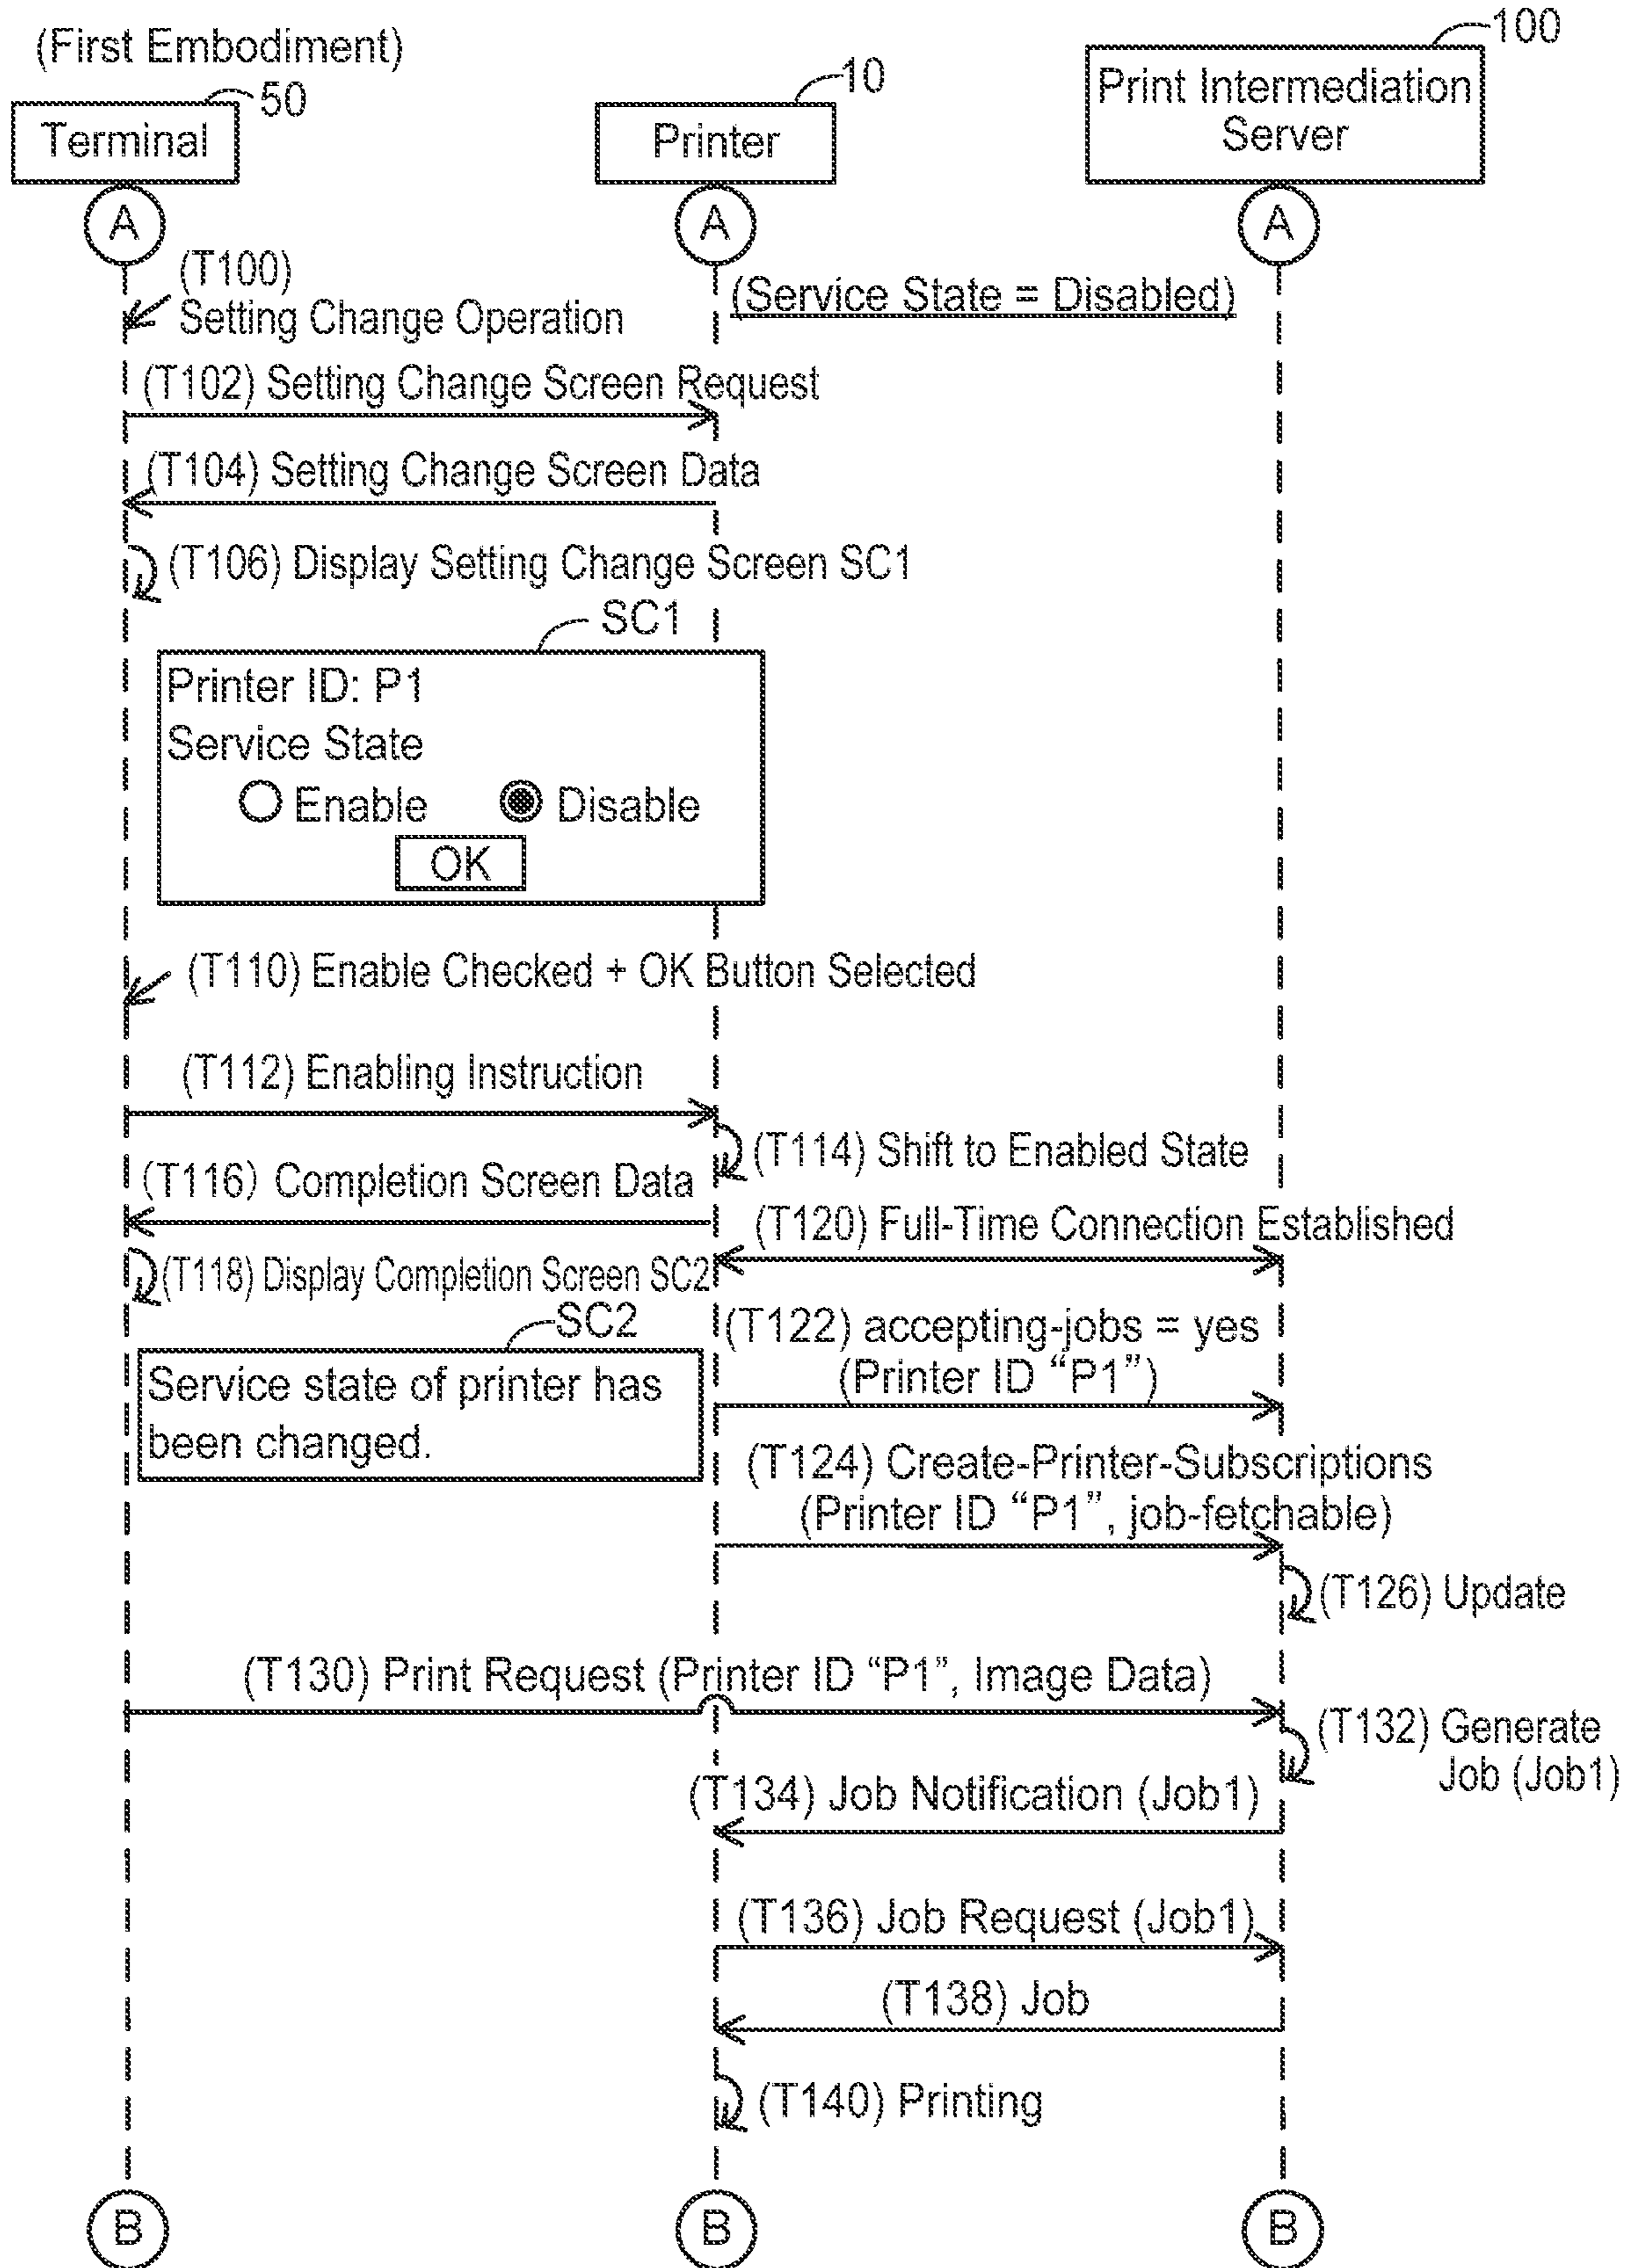 (First Embodiment)
50
Terminal
10
Printer
100
Print Intermediation
Server
A
A
A
(T100)
Setting Change Operation
(Service State = Disabled)
(T102) Setting Change Screen Request
(T104) Setting Change Screen Data
(T106) Display Setting Change Screen SC1
SC1
Printer ID: P1
Service State
Enable Disable
OK
(T110) Enable Checked + OK Button Selected
(T112) Enabling Instruction
(T114) Shift to Enabled State
(T116) Completion Screen Data
(T120) Full-Time Connection Established
(T118) Display Completion Screen SC2
SC2
Service state of printer has
been changed.
(T122) accepting-jobs = yes
(Printer ID “P1”)
(T124) Create-Printer-Subscriptions
(Printer ID “P1”, job-fetchable)
(T126) Update
(T130) Print Request (Printer ID “P1”, Image Data)
(T132) Generate
Job (Job1)
(T134) Job Notification (Job1)
(T136) Job Request (Job1)
(T138) Job
(T140) Printing
B
B
B